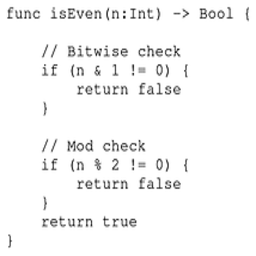 func isEven(n:Int) -> Bool {
// Bitwise check
if (n & 1 != 0) {
return false
}
// Mod check
if (n % 2 != 0) {
return false
}
return true
}